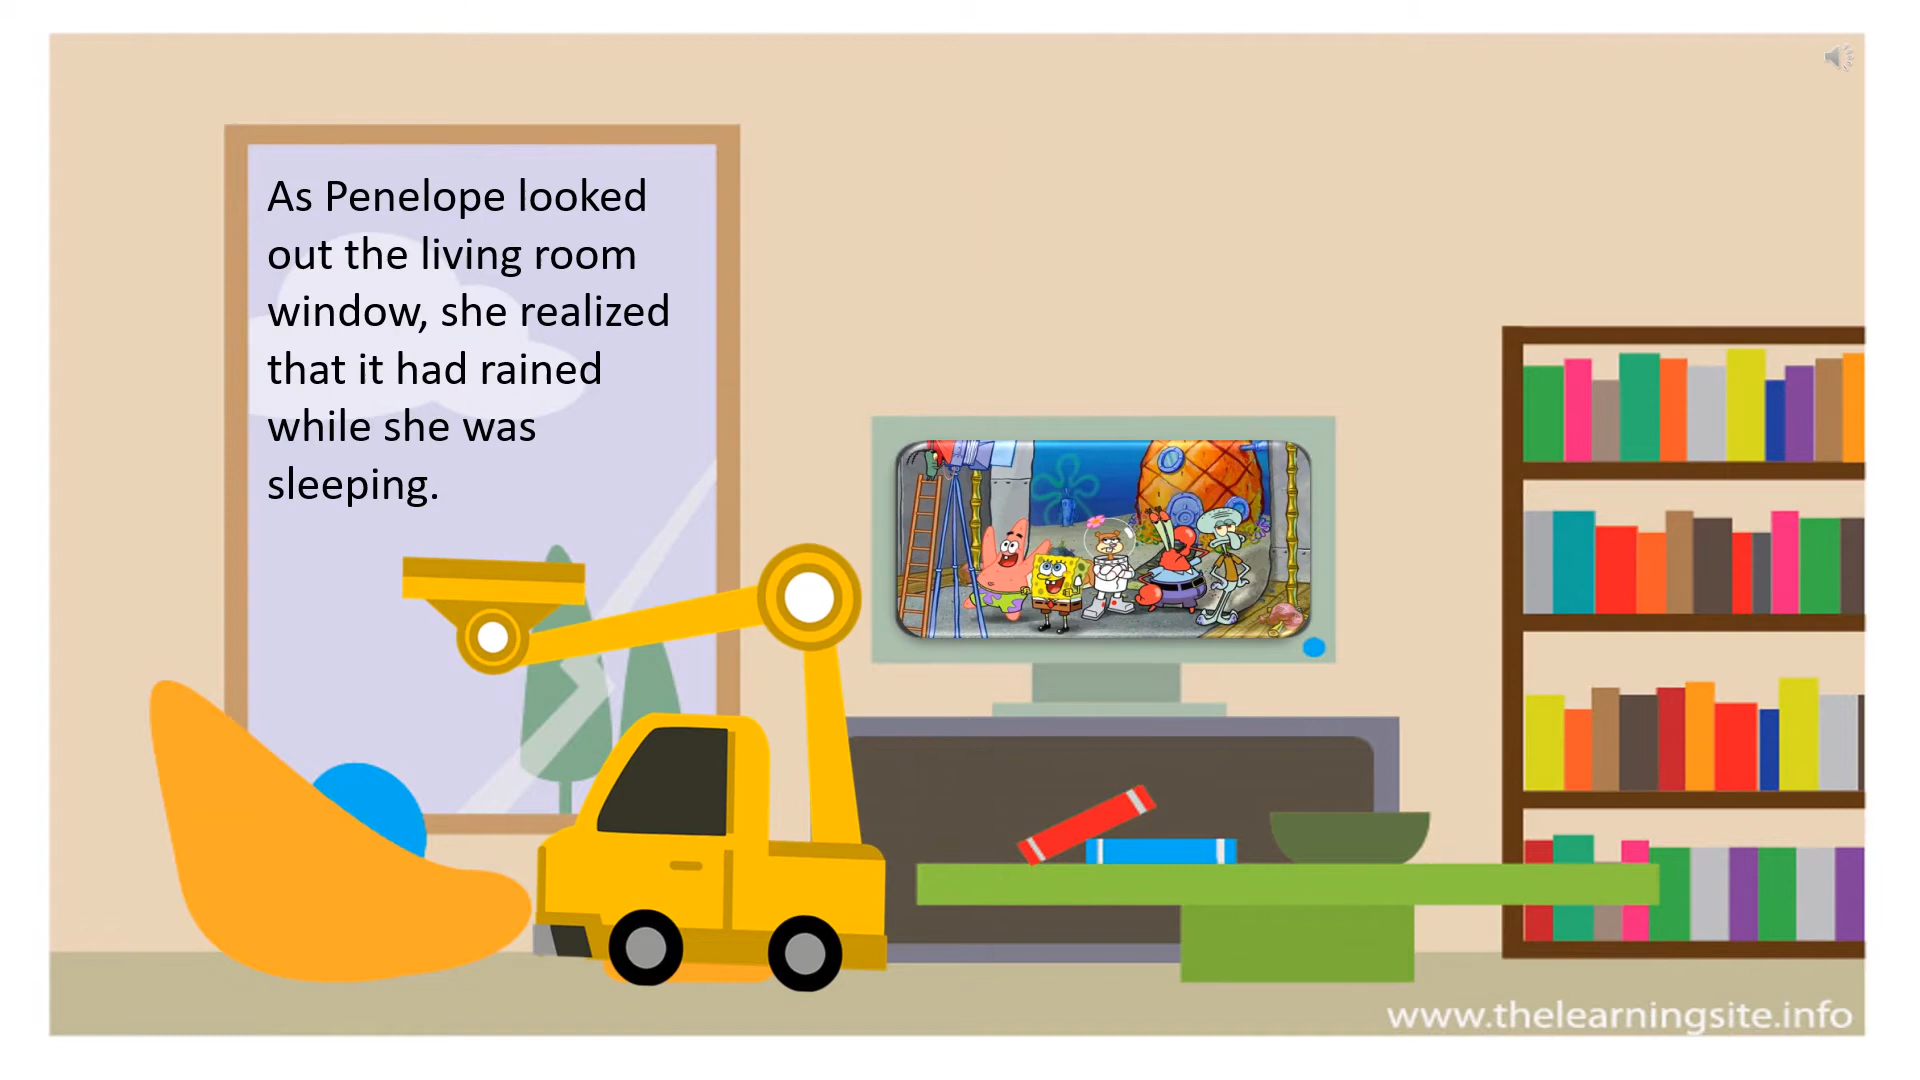 As Penelope looked
out the living room
window, she realized
that it had rained
while she was
sleeping.
www.thelearningsite.info